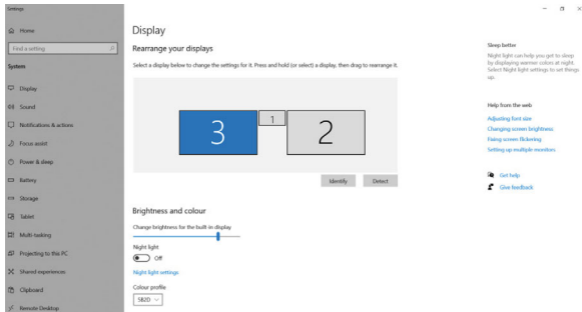 Settings
Home
Find a setting
System
Display
Sound
Notifications & actions
Focus assist
Power & sleep
Battery
Storage
Tablet
Multi-tasking
Projecting to this PC
Shared experiences
Clipboard
Remote Desktop
Display
Rearrange your displays
Select a display below to change the settings for it. Press and hold (or select) a display, then drag to rearrange it.
3
1
2
Identify
Detect
Brightness and colour
Change brightness for the built-in display
Night light
Off
Night light settings
Colour profile
SB2D
Sleep better
Night light can help you get to sleep
by displaying warmer colors at night.
Select Night light settings to set things
up.
Help from the web
Adjusting font size
Changing screen brightness
Fixing screen flickering
Setting up multiple monitors
Get help
Give feedback